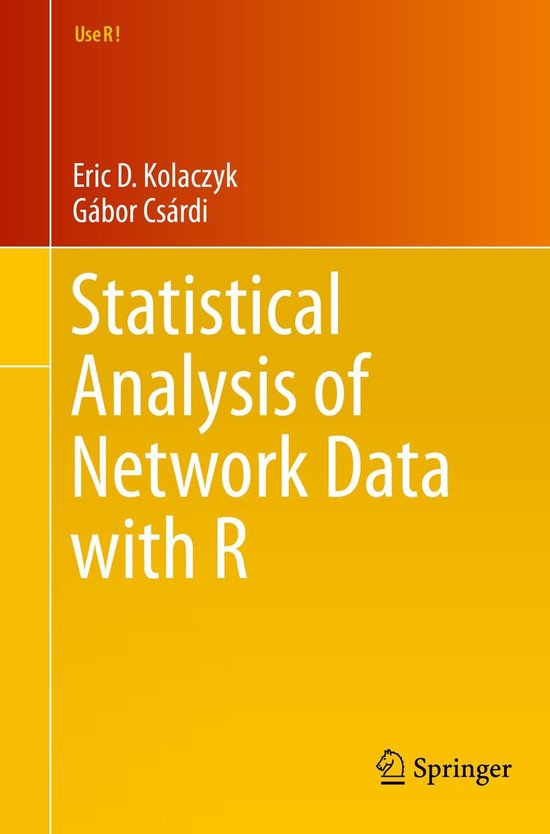 Use R!
Eric D. Kolaczyk
Gábor Csárdi
Statistical
Analysis of
Network Data
with R
Springer